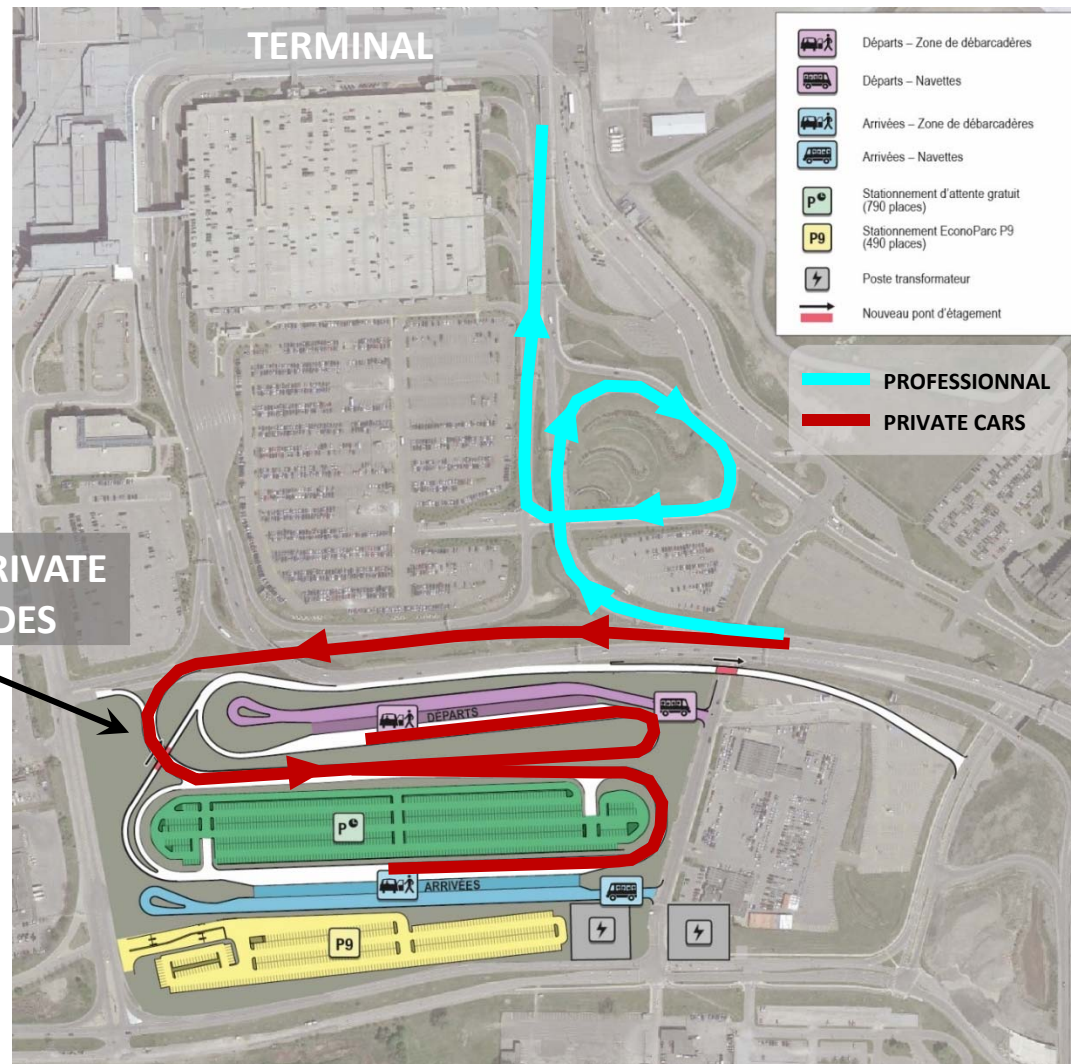 TERMINAL
Départs – Zone de débarcadères
Départs – Navettes
Arrivées – Zone de débarcadères
Arrivées – Navettes
P
Stationnement d'attente gratuit
(790 places)
P9
Stationnement EconoParc P9
(490 places)
Poste transformateur
Nouveau pont d'étagement
PROFESSIONNAL
PRIVATE CARS
RIVATE
DES
DÉPARTS
P
ARRIVÉES
P9